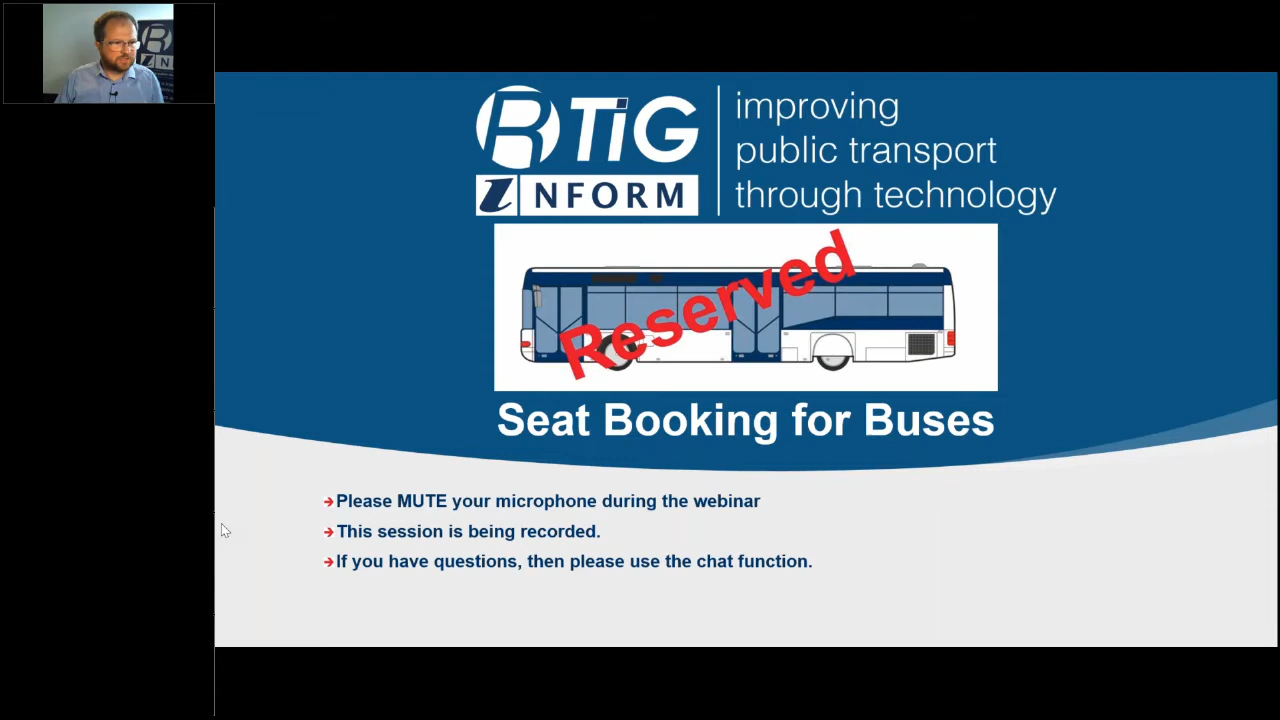 RTiG
iNFORM
improving
public transport
through technology
Reserved
Seat Booking for Buses
Please MUTE your microphone during the webinar
This session is being recorded.
If you have questions, then please use the chat function.